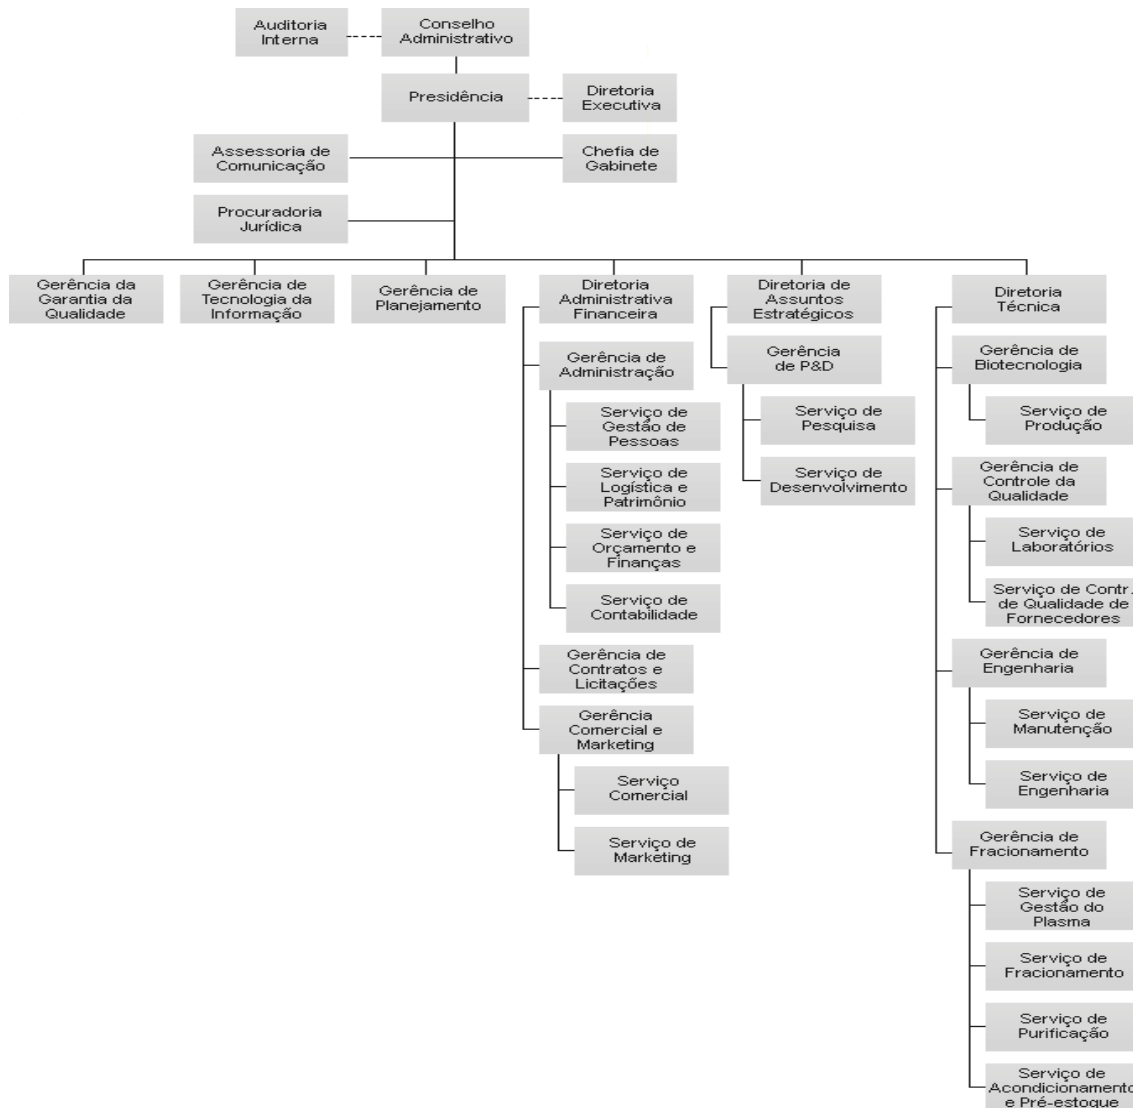 Auditoria
Interna
Conselho
Administrativo
Presidência
Diretoria
Executiva
Assessoria de
Comunicação
Chefia de
Gabinete
Procuradoria
Jurídica
Gerência da
Garantia da
Qualidade
Gerência de
Tecnologia da
Informação
Gerência de
Planejamento
Diretoria
Administrativa
Financeira
Diretoria de
Assuntos
Estratégicos
Diretoria
Técnica
Gerência de
Administração
Serviço de
Gestão de
Pessoas
Serviço de
Logística e
Patrimônio
Serviço de
Orçamento e
Finanças
Serviço de
Contabilidade
Gerência de
Contratos e
Licitações
Gerência
Comercial e
Marketing
Serviço
Comercial
Serviço de
Marketing
Gerência
de P&D
Serviço de
Pesquisa
Serviço de
Desenvolvimento
Gerência de
Biotecnologia
Serviço de
Produção
Gerência de
Controle da
Qualidade
Serviço de
Laboratórios
Serviço de Contr.
de Qualidade de
Fornecedores
Gerência de
Engenharia
Serviço de
Manutenção
Serviço de
Engenharia
Gerência de
Fracionamento
Serviço de
Gestão do
Plasma
Serviço de
Fracionamento
Serviço de
Purificação
Serviço de
Acondicionamento
e Pré-estoque